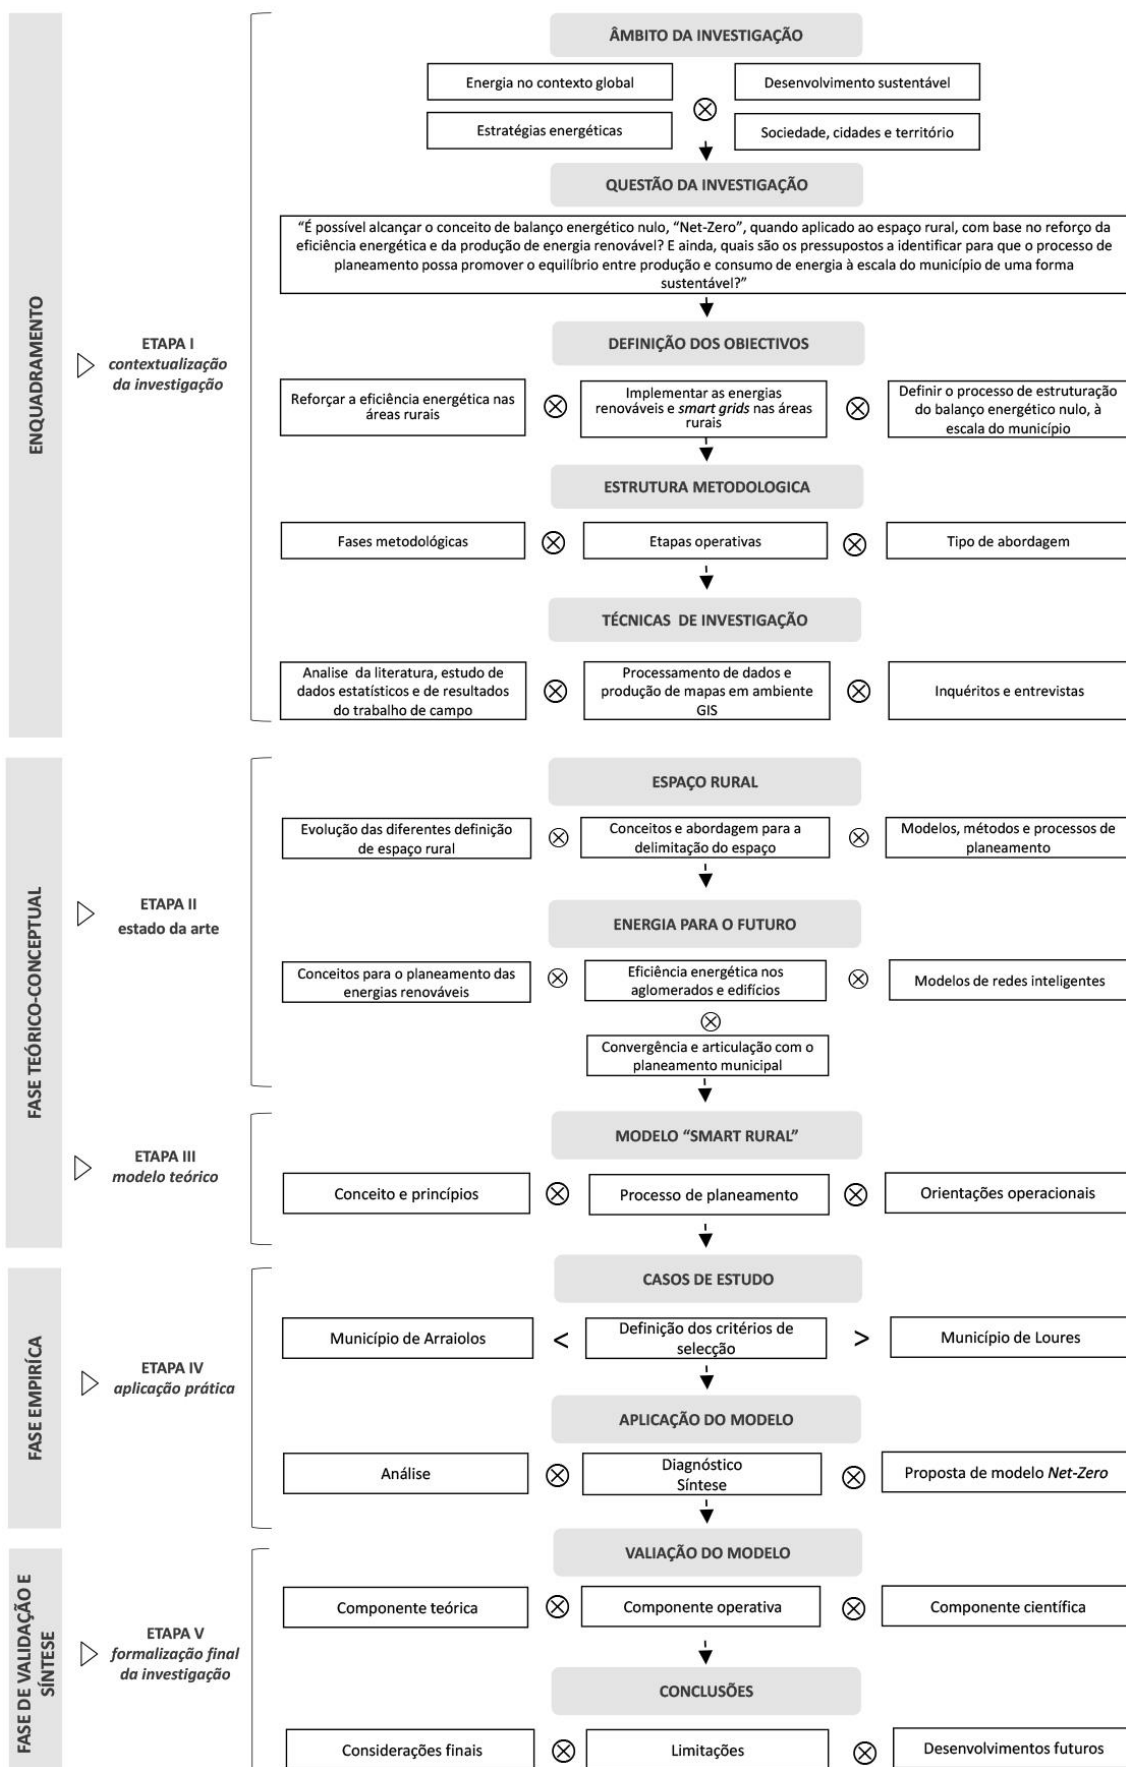 ENQUADRAMENTO
ETAPA I
contextualização
da investigação
ÂMBITO DA INVESTIGAÇÃO
Energia no contexto global
Desenvolvimento sustentável
Estratégias energéticas
Sociedade, cidades e território
QUESTÃO DA INVESTIGAÇÃO
“É possível alcançar o conceito de balanço energético nulo, “Net-Zero”, quando aplicado ao espaço rural, com base no reforço da
eficiência energética e da produção de energia renovável? E ainda, quais são os pressupostos a identificar para que o processo de
planeamento possa promover o equilíbrio entre produção e consumo de energia à escala do município de uma forma
sustentável?”
DEFINIÇÃO DOS OBJECTIVOS
Reforçar a eficiência energética nas
áreas rurais
Implementar as energias
renováveis e smart grids nas áreas
rurais
Definir o processo de estruturação
do balanço energético nulo, à
escala do município
ESTRUTURA METODOLOGICA
Fases metodológicas
Etapas operativas
Tipo de abordagem
TÉCNICAS DE INVESTIGAÇÃO
Analise da literatura, estudo de
dados estatísticos e de resultados
do trabalho de campo
Processamento de dados e
produção de mapas em ambiente
GIS
Inquéritos e entrevistas
FASE TEÓRICO-CONCEPTUAL
ETAPA II
estado da arte
ESPAÇO RURAL
Evolução das diferentes definição
de espaço rural
Conceitos e abordagem para a
delimitação do espaço
Modelos, métodos e processos de
planeamento
ENERGIA PARA O FUTURO
Conceitos para o planeamento das
energias renováveis
Eficiência energética nos
aglomerados e edifícios
Modelos de redes inteligentes
Convergência e articulação com o
planeamento municipal
ETAPA III
modelo teórico
MODELO “SMART RURAL”
Conceito e princípios
Processo de planeamento
Orientações operacionais
FASE EMPIRÍCA
ETAPA IV
aplicação prática
CASOS DE ESTUDO
Município de Arraiolos
<
Definição dos critérios de
selecção
>
Município de Loures
APLICAÇÃO DO MODELO
Análise
Diagnóstico
Síntese
Proposta de modelo Net-Zero
FASE DE VALIDAÇÃO E
SÍNTESE
ETAPA V
formalização final
da investigação
VALIAÇÃO DO MODELO
Componente teórica
Componente operativa
Componente científica
CONCLUSÕES
Considerações finais
Limitações
Desenvolvimentos futuros